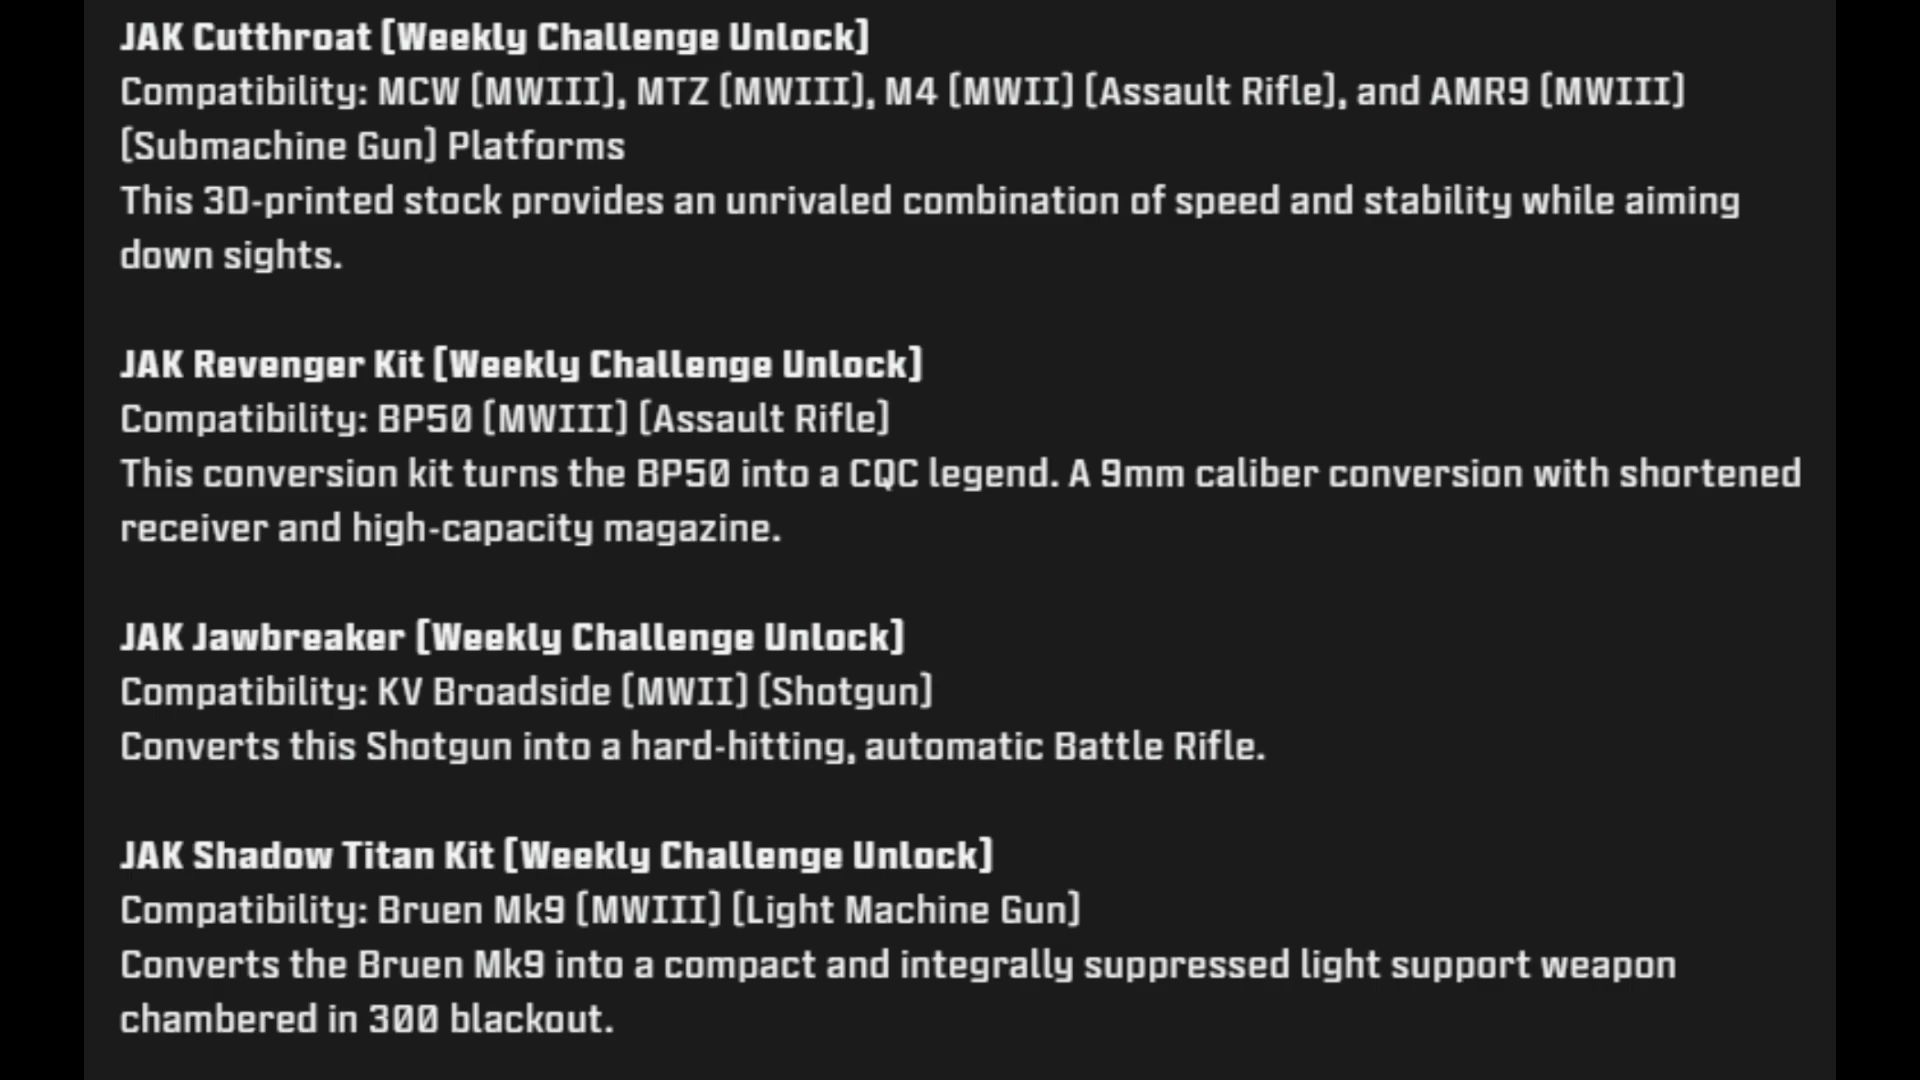 JAK Cutthroat [Weekly Challenge Unlock]
Compatibility: MCW (MWIII), MTZ (MWIII), M4 (MWII) (Assault Rifle), and AMR9 (MWIII)
(Submachine Gun) Platforms
This 3D-printed stock provides an unrivaled combination of speed and stability while aiming
down sights.
JAK Revenger Kit [Weekly Challenge Unlock]
Compatibility: BP50 (MWIII) (Assault Rifle)
This conversion kit turns the BP50 into a CQC legend. A 9mm caliber conversion with shortened
receiver and high-capacity magazine.
JAK Jawbreaker [Weekly Challenge Unlock]
Compatibility: KV Broadside (MWII) (Shotgun)
Converts this Shotgun into a hard-hitting, automatic Battle Rifle.
JAK Shadow Titan Kit [Weekly Challenge Unlock]
Compatibility: Bruen Mk9 (MWIII) (Light Machine Gun)
Converts the Bruen Mk9 into a compact and integrally suppressed light support weapon
chambered in 300 blackout.